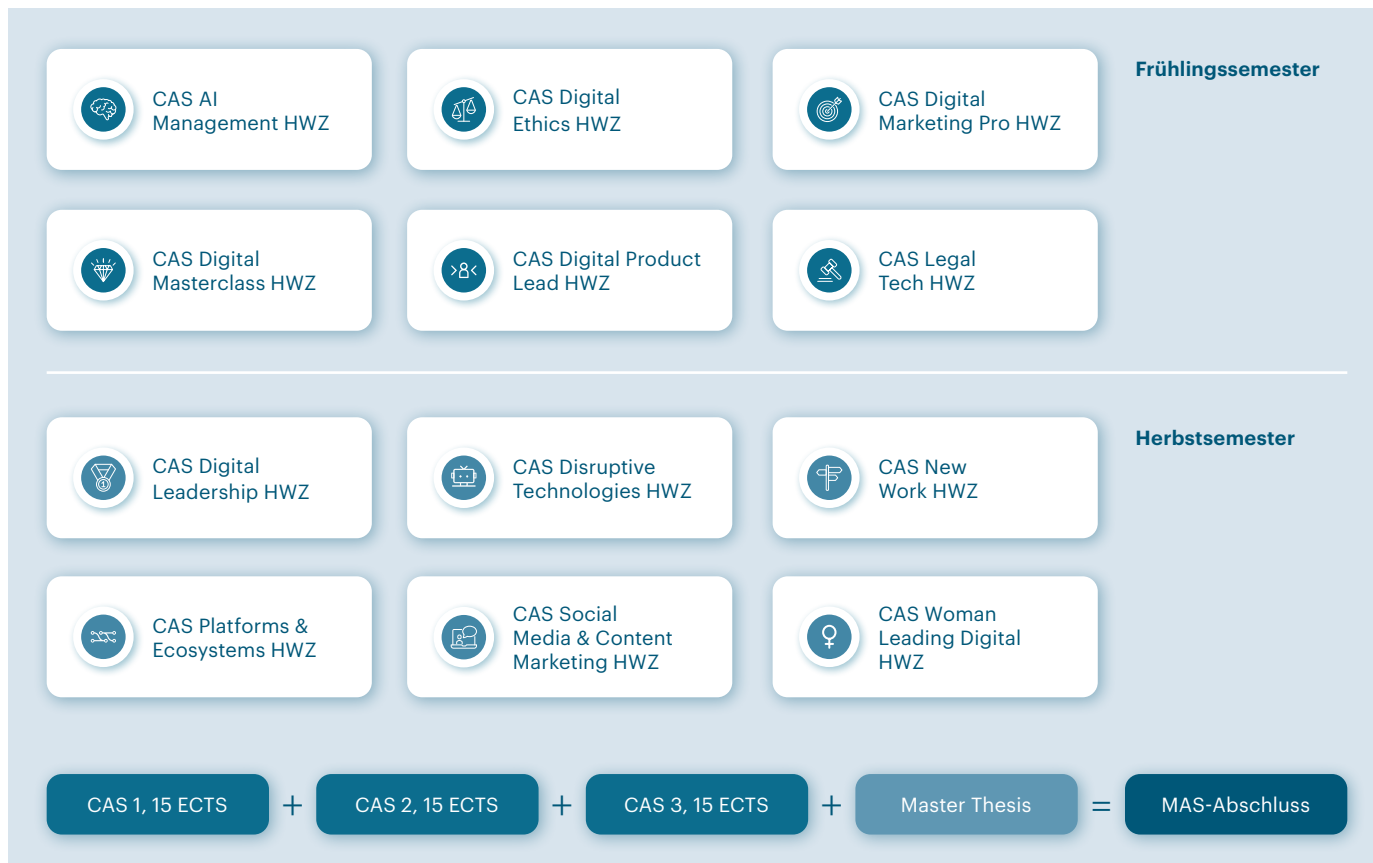 Frühlingssemester
CAS AI
Management HWZ
CAS Digital
Ethics HWZ
CAS Digital
Marketing Pro HWZ
CAS Digital
Masterclass HWZ
CAS Digital Product
Lead HWZ
CAS Legal
Tech HWZ
Herbstsemester
CAS Digital
Leadership HWZ
CAS Disruptive
Technologies HWZ
CAS New
Work HWZ
CAS Platforms &
Ecosystems HWZ
CAS Social
Media & Content
Marketing HWZ
CAS Woman
Leading Digital
HWZ
CAS 1, 15 ECTS + CAS 2, 15 ECTS + CAS 3, 15 ECTS + Master Thesis = MAS-Abschluss